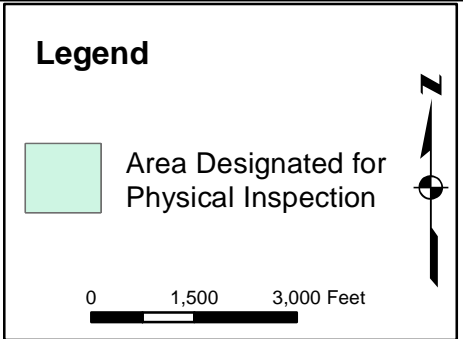 Legend
N
Area Designated for
Physical Inspection
0 1,500 3,000 Feet